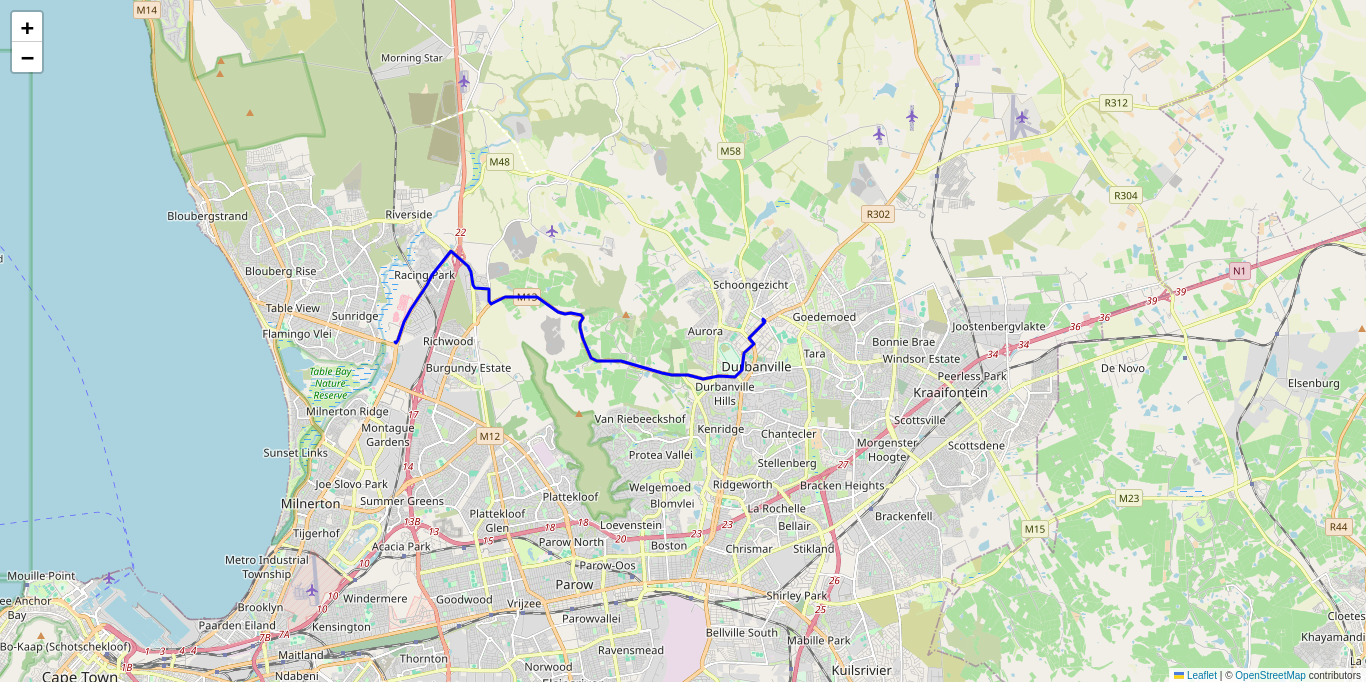 M14
+
−
Morning Star
R312
M58
M48
R304
R302
Bloubergstrand
Riverside
22
N1
Blouberg Rise
Racing Park
Schoongezicht
39
39
M13
Table View
Sunridge
Goodwood
Goedemoed
36
36
Joostenbergvlakte
Flamingo Vlei
Aurora
Richwood
Bonnie Brae
34
34
Tara
Windsor Estate
Burgundy Estate
Durbanville
De Novo
Table Bay
Nature
Reserve
Peerless Park
Elsenburg
Durbanville
Hills
Kraaifontein
Milnerton Ridge
17
Van Riebeeckshof
Scottsville
Montague
Gardens
Kenridge
Chantecler
M12
Morgenster
Hoogte
Scottsdene
Sunset Links
Protea Vallei
14
Stellenberg
27
Joe Slovo Park
Welgemoed
Ridgeworth
Bracken Heights
Plattekloof
Summer Greens
Milnerton
Blomvlei
La Rochelle
M23
Plattekloof
Glen
Brackenfell
13B
13
18
18
Loevenstein
23
Bellair
M15
R44
Tijgerhof
15
20
23
Acacia Park
Parow North
Boston
Chrismar
Stikland
Metro Industrial
Township
10
Parow-Oos
Mouille Point
26
Parow
Shirley Park
Windermere
Goodwood
Vrijzee
ee Anchor
Bay
Brooklyn
10
25
Parowvallei
Cloetes
Paarden Eiland
Kensington
7B
7A
Bellville South
Mabille Park
Khayamandi
Bo-Kaap (Schotschekloof)
1
3
4
4
Maitland
Ravensmead
1B
Thornton
Norwood
Kuilsrivier
La
Cape Town
Ndabeni
Leaflet | © OpenStreetMap contributors